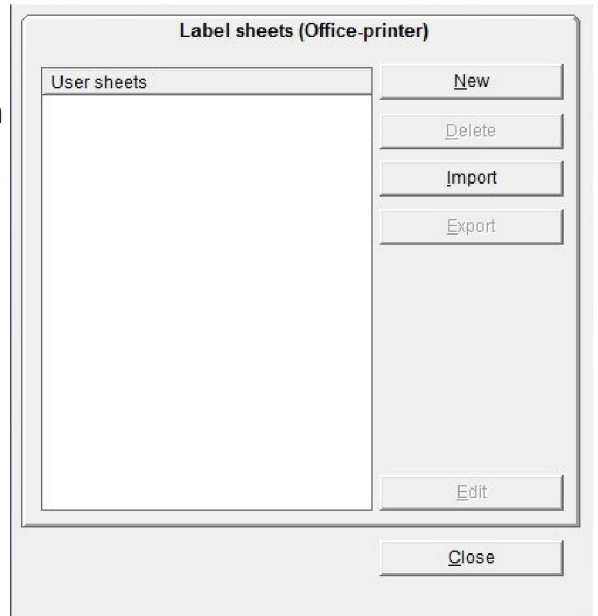 Label sheets (Office-printer)
User sheets
New
Delete
Import
Export
Edit
Close